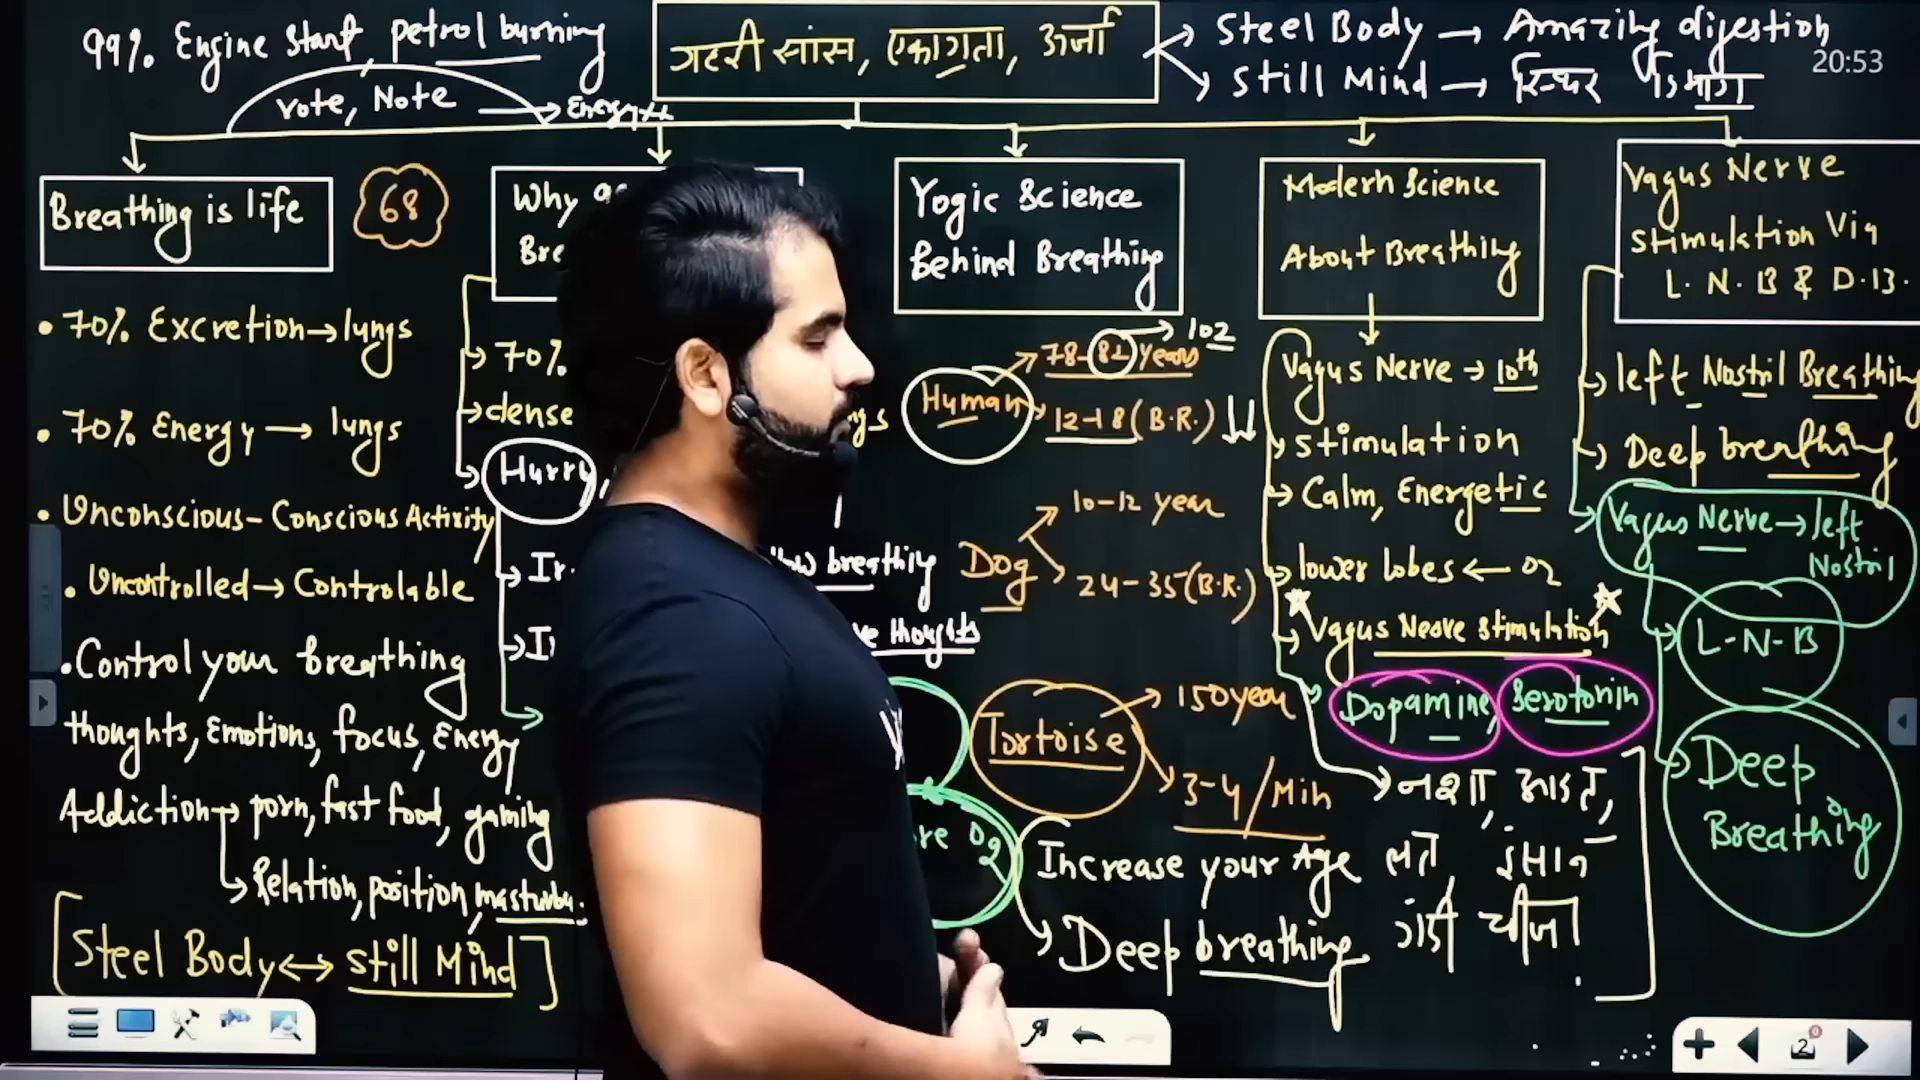 99% Engine start, petrol burning
Vote, Note → Energy++
गहरी सांस, एकाग्रता, ऊर्जा
Steel Body → Amazing digestion
Still Mind → स्थिर दिमाग
20:53
Breathing is life
68
• 70% Excretion → lungs
• 70% Energy → lungs
• Unconscious - Conscious Activity
• Uncontrolled → Controlable
• Control your breathing
thoughts, Emotions, focus, Energy
Addiction → porn, fast food, gaming
Relation, position, masturba.
[Steel Body ↔ still Mind]
Why
70%
dense
Hurry,
breathing
thoughts
O2
Yogic Science
Behind Breathing
Human
78-82 years → 102
12-18 (B.R.) ↓↓
Dog
10-12 year
24-35 (B.R.)
Tortoise
150 year
3-4/Min
Increase your Age
Deep breathing
Modern Science
About Breathing
Vagus Nerve → 10th
Stimulation
Calm, Energetic
lower lobes ←
Vagus Nerve Stimulation
Dopamine, Serotonin
नशा,
गंदी
Vagus Nerve
Stimulation Via
L.N.B & D.B.
left Nostril Breathing
Deep breathing
Vagus Nerve → left
Nostril
L-N-B
Deep
Breathing
2